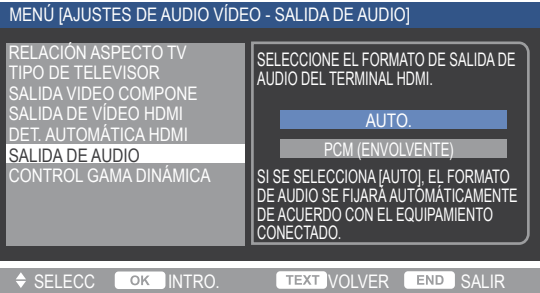 MENÚ [AJUSTES DE AUDIO VÍDEO - SALIDA DE AUDIO]
RELACIÓN ASPECTO TV
TIPO DE TELEVISOR
SALIDA VIDEO COMPONE
SALIDA DE VÍDEO HDMI
DET. AUTOMÁTICA HDMI
SALIDA DE AUDIO
CONTROL GAMA DINÁMICA
SELECCIONE EL FORMATO DE SALIDA DE
AUDIO DEL TERMINAL HDMI.
AUTO.
PCM (ENVOLVENTE)
SI SE SELECCIONA [AUTO], EL FORMATO
DE AUDIO SE FIJARÁ AUTOMÁTICAMENTE
DE ACUERDO CON EL EQUIPAMIENTO
CONECTADO.
SELECC OK INTRO. TEXT VOLVER END SALIR